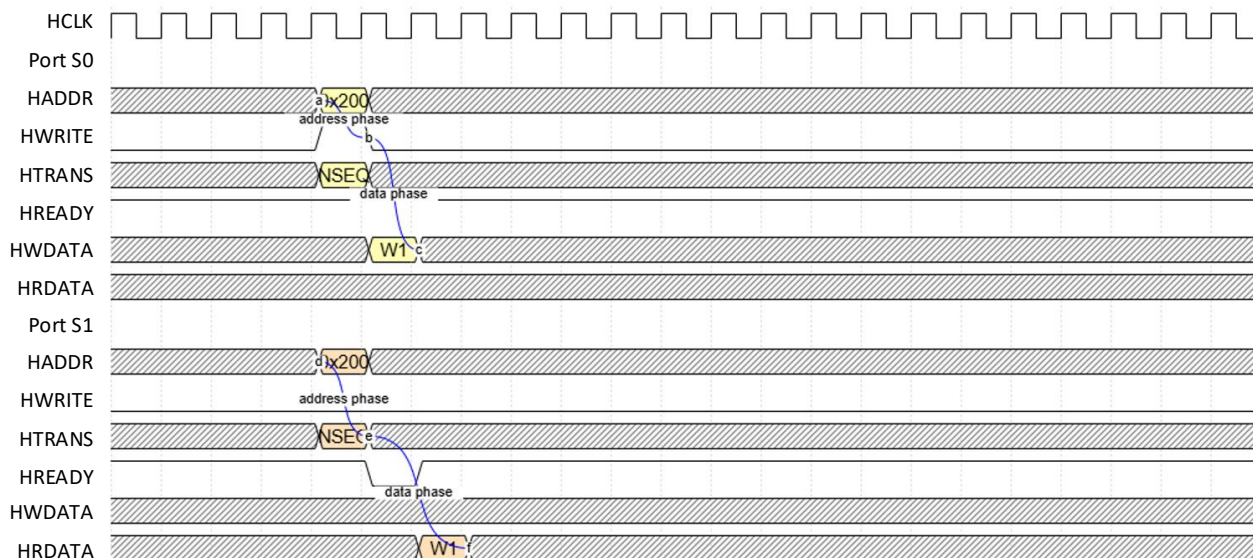 HCLK
Port S0
HADDR a 0x200
address phase
HWRITE b
HTRANS NSEQ
data phase
HREADY
HWDATA W1 c
HRDATA
Port S1
HADDR d 0x200
HWRITE address phase
HTRANS NSEQ e
HREADY
data phase
HWDATA
HRDATA W1 f